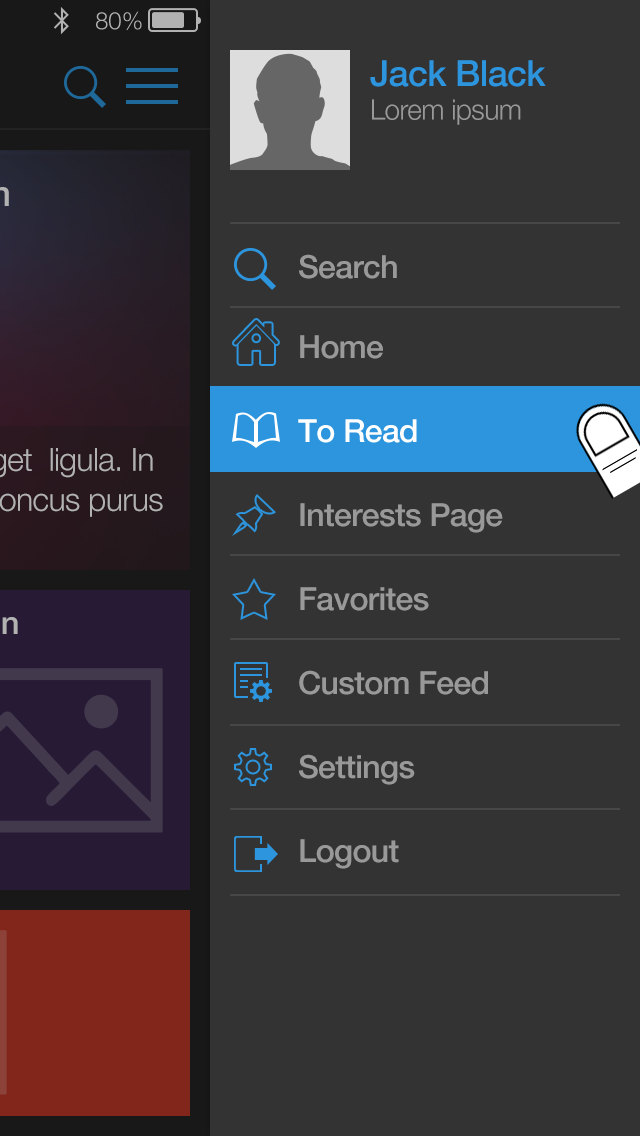 80%
Jack Black
Lorem ipsum
Search
Home
To Read
Interests Page
Favorites
Custom Feed
Settings
Logout
n
get ligula. In
oncus purus
n